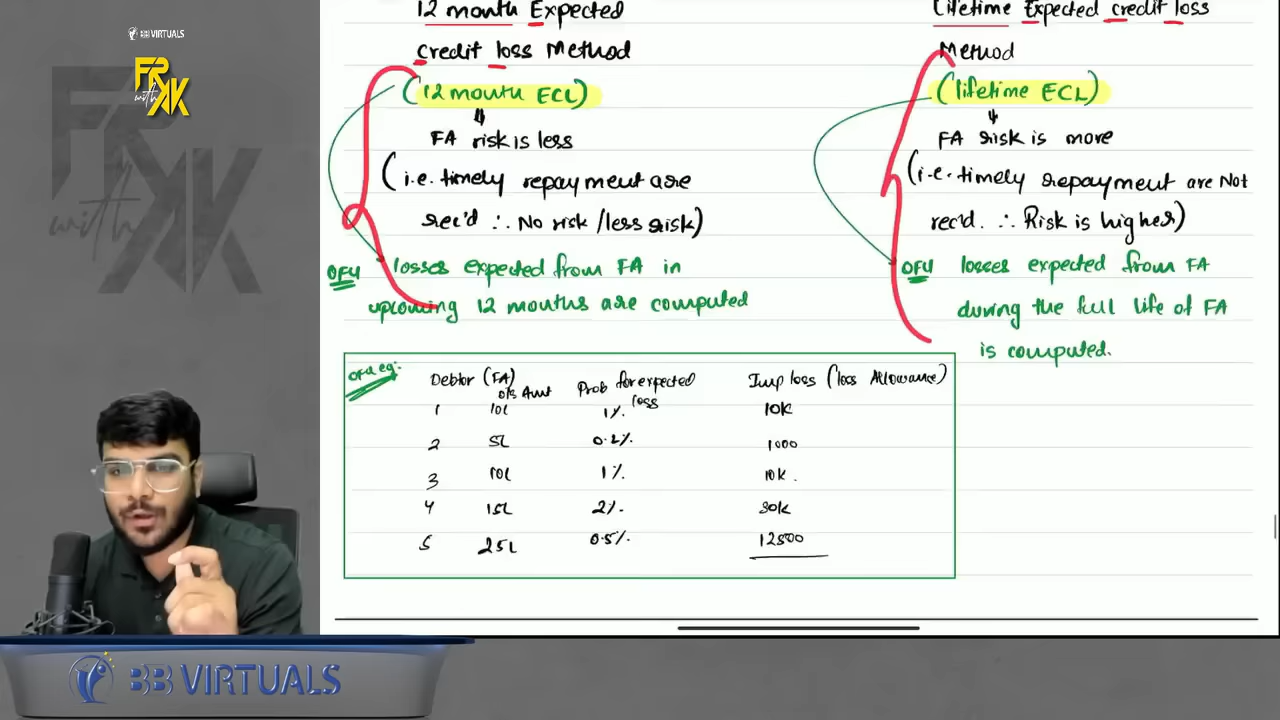 BB VIRTUALS
FR
with
AK
FR
with
AK
12 month Expected
credit loss Method
(12 month ECL)
FA risk is less
(i.e. timely repayment are
rec'd ∴ No risk / less risk)
OFU losses expected from FA in
upcoming 12 months are computed
Lifetime Expected credit loss
Method
(lifetime ECL)
FA risk is more
(i.e. timely repayment are Not
rec'd. ∴ Risk is higher)
OFU losses expected from FA
during the full life of FA
is computed.
eg:
Debtor (FA) o/s Amt Prob for expected loss Imp loss (loss Allowance)
1 10L 1% 10K
2 5L 0.2% 1000
3 10L 1% 10K.
4 15L 2% 30K
5 25L 0.5% 12500
BB VIRTUALS